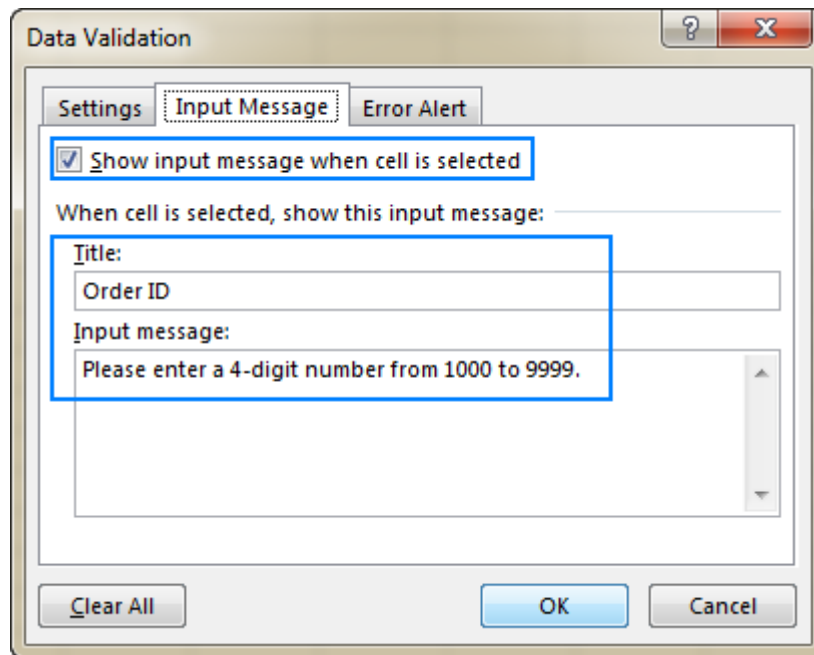 Data Validation
Settings Input Message Error Alert
Show input message when cell is selected
When cell is selected, show this input message:
Title:
Order ID
Input message:
Please enter a 4-digit number from 1000 to 9999.
Clear All OK Cancel